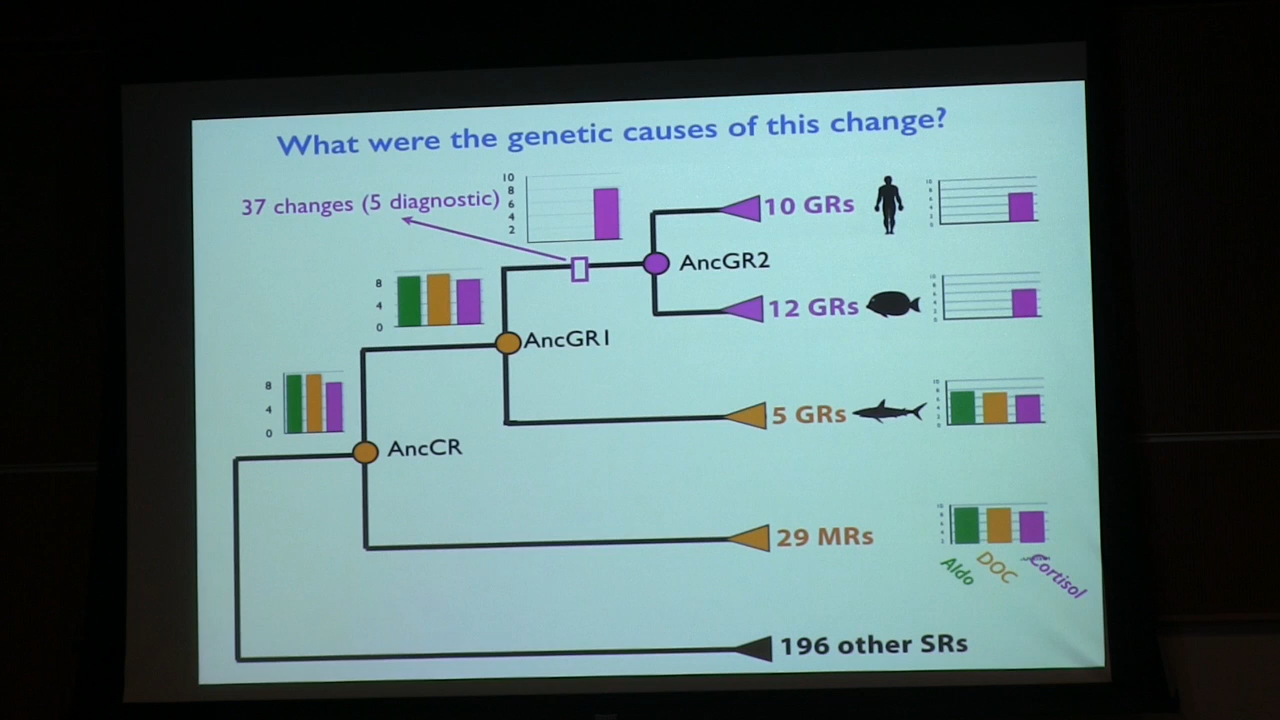 What were the genetic causes of this change?
37 changes (5 diagnostic)
10
8
6
4
2
10 GRs
AncGR2
12 GRs
8
4
0
AncGR1
5 GRs
8
4
0
AncCR
29 MRs
Aldo
DOC
Cortisol
196 other SRs